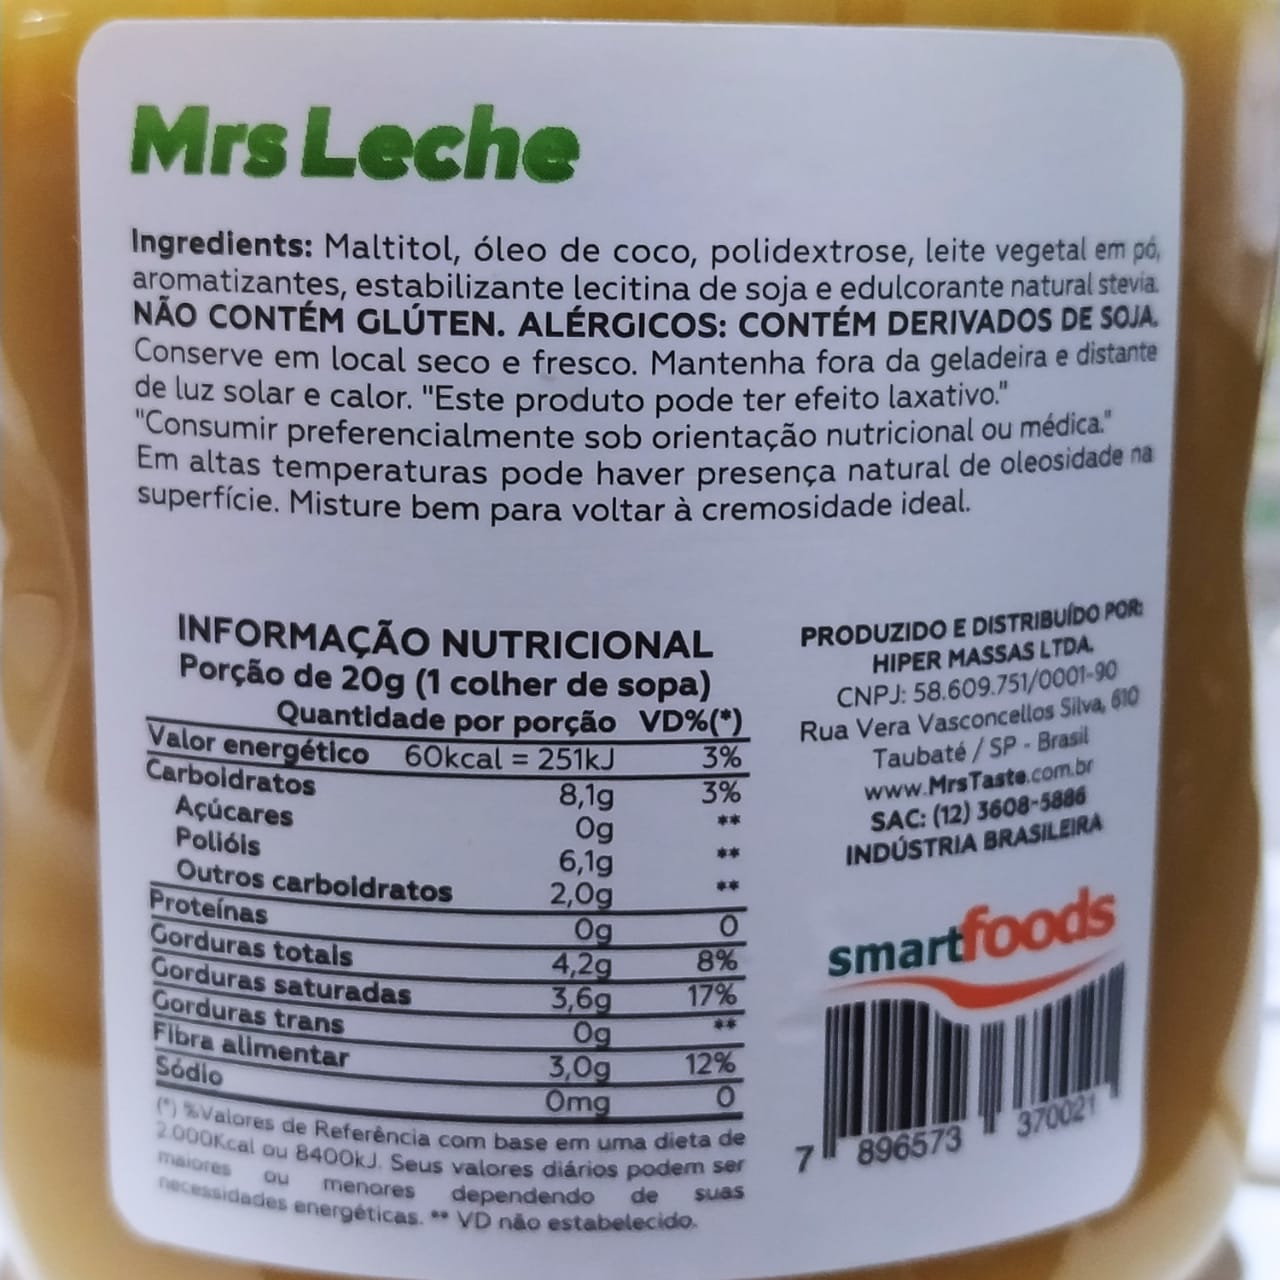 Mrs Leche
Ingredients: Maltitol, óleo de coco, polidextrose, leite vegetal em pó,
aromatizantes, estabilizante lecitina de soja e edulcorante natural stevia.
NÃO CONTÉM GLÚTEN. ALÉRGICOS: CONTÉM DERIVADOS DE SOJA.
Conserve em local seco e fresco. Mantenha fora da geladeira e distante
de luz solar e calor. "Este produto pode ter efeito laxativo."
"Consumir preferencialmente sob orientação nutricional ou médica."
Em altas temperaturas pode haver presença natural de oleosidade na
superfície. Misture bem para voltar à cremosidade ideal.
INFORMAÇÃO NUTRICIONAL
Porção de 20g (1 colher de sopa)
Quantidade por porção VD%(*)
Valor energético 60kcal = 251kJ 3%
Carboidratos 8,1g 3%
Açúcares 0g **
Polióis 6,1g **
Outros carboidratos 2,0g **
Proteínas 0g 0
Gorduras totais 4,2g 8%
Gorduras saturadas 3,6g 17%
Gorduras trans 0g **
Fibra alimentar 3,0g 12%
Sódio 0mg 0
(*) %Valores de Referência com base em uma dieta de
2.000Kcal ou 8400kJ. Seus valores diários podem ser
maiores ou menores dependendo de suas
necessidades energéticas. ** VD não estabelecido.
PRODUZIDO E DISTRIBUÍDO POR:
HIPER MASSAS LTDA.
CNPJ: 58.609.751/0001-90
Rua Vera Vasconcellos Silva, 610
Taubaté / SP - Brasil
www.MrsTaste.com.br
SAC: (12) 3608-5886
INDÚSTRIA BRASILEIRA
smartfoods
7 896573 370021